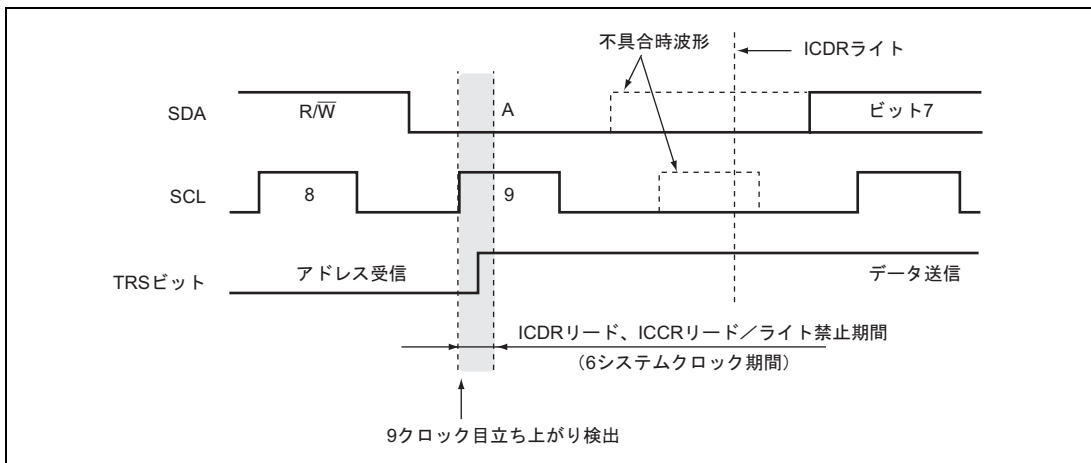 不具合時波形
ICDRライト
SDA
R/W̅
A
ビット7
SCL
8
9
TRSビット
アドレス受信
データ送信
ICDRリード、ICCRリード／ライト禁止期間
（6システムクロック期間）
9クロック目立ち上がり検出